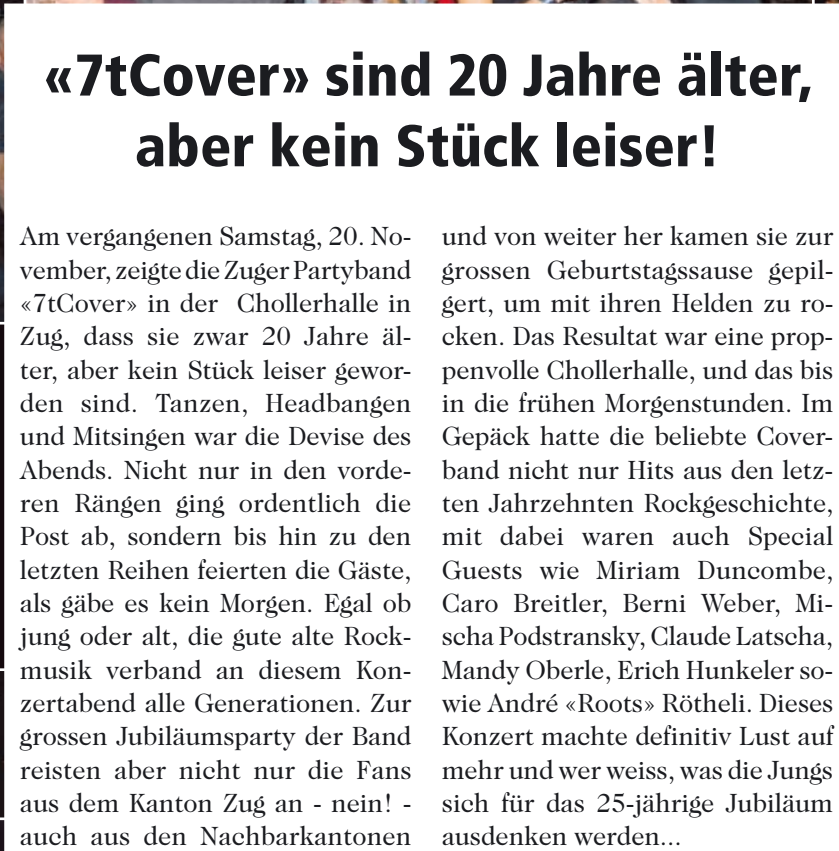 «7tCover» sind 20 Jahre älter,
aber kein Stück leiser!
Am vergangenen Samstag, 20. No-
vember, zeigte die Zuger Partyband
«7tCover» in der Chollerhalle in
Zug, dass sie zwar 20 Jahre äl-
ter, aber kein Stück leiser gewor-
den sind. Tanzen, Headbangen
und Mitsingen war die Devise des
Abends. Nicht nur in den vorde-
ren Rängen ging ordentlich die
Post ab, sondern bis hin zu den
letzten Reihen feierten die Gäste,
als gäbe es kein Morgen. Egal ob
jung oder alt, die gute alte Rock-
musik verband an diesem Kon-
zertabend alle Generationen. Zur
grossen Jubiläumsparty der Band
reisten aber nicht nur die Fans
aus dem Kanton Zug an - nein! -
auch aus den Nachbarkantonen
und von weiter her kamen sie zur
grossen Geburtstagssause gepil-
gert, um mit ihren Helden zu ro-
cken. Das Resultat war eine prop-
penvolle Chollerhalle, und das bis
in die frühen Morgenstunden. Im
Gepäck hatte die beliebte Cover-
band nicht nur Hits aus den letz-
ten Jahrzehnten Rockgeschichte,
mit dabei waren auch Special
Guests wie Miriam Duncombe,
Caro Breitler, Berni Weber, Mi-
scha Podstransky, Claude Latscha,
Mandy Oberle, Erich Hunkeler so-
wie André «Roots» Rötheli. Dieses
Konzert machte definitiv Lust auf
mehr und wer weiss, was die Jungs
sich für das 25-jährige Jubiläum
ausdenken werden...